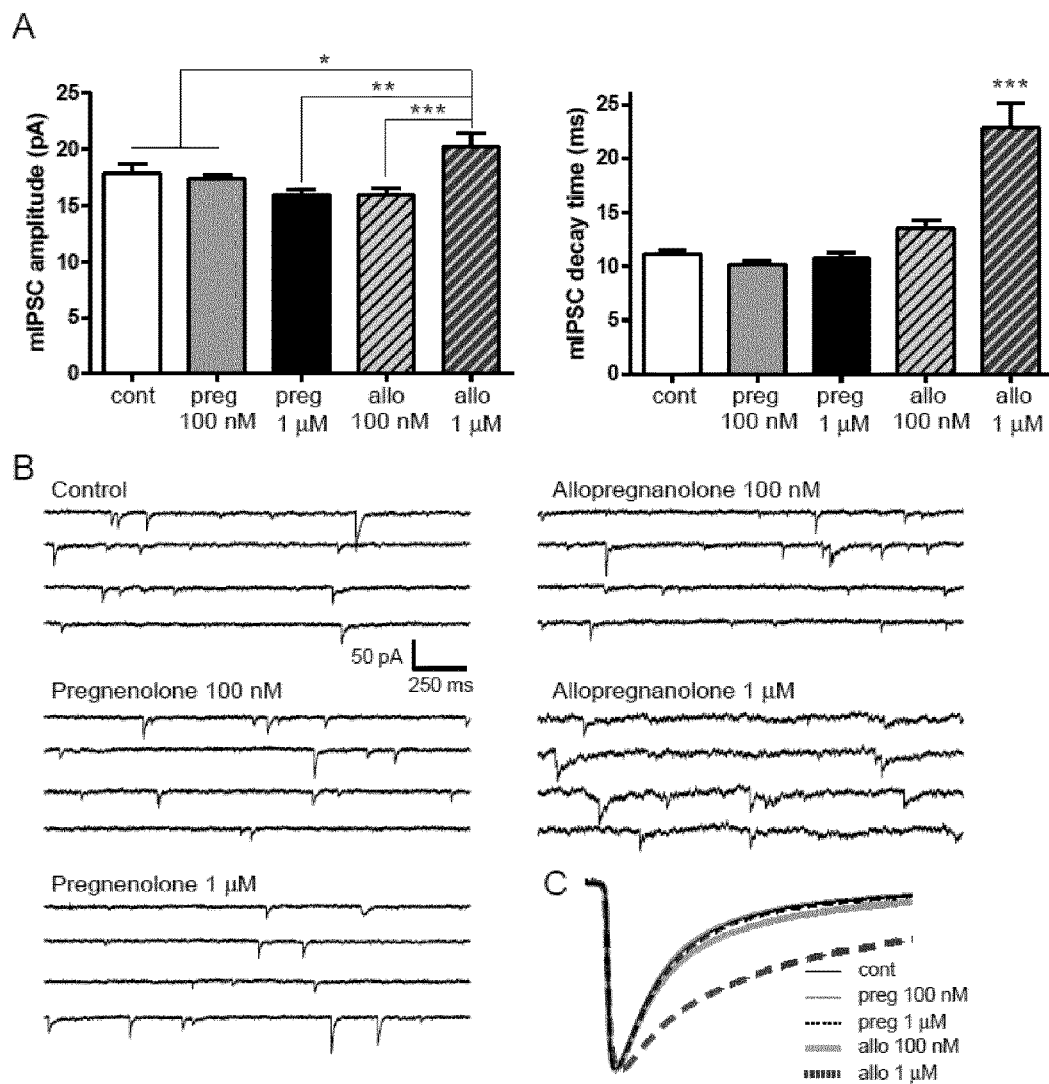 A
*
**
***
25
20
15
10
5
0
mIPSC amplitude (pA)
cont
preg
100 nM
preg
1 µM
allo
100 nM
allo
1 µM
***
25
20
15
10
5
0
mIPSC decay time (ms)
cont
preg
100 nM
preg
1 µM
allo
100 nM
allo
1 µM
B
Control
50 pA
250 ms
Pregnenolone 100 nM
Pregnenolone 1 µM
Allopregnanolone 100 nM
Allopregnanolone 1 µM
C
cont
preg 100 nM
preg 1 µM
allo 100 nM
allo 1 µM